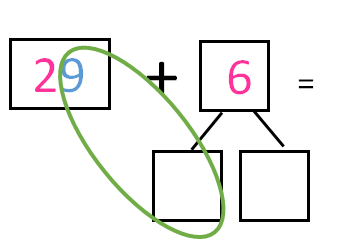 29 + 6 =